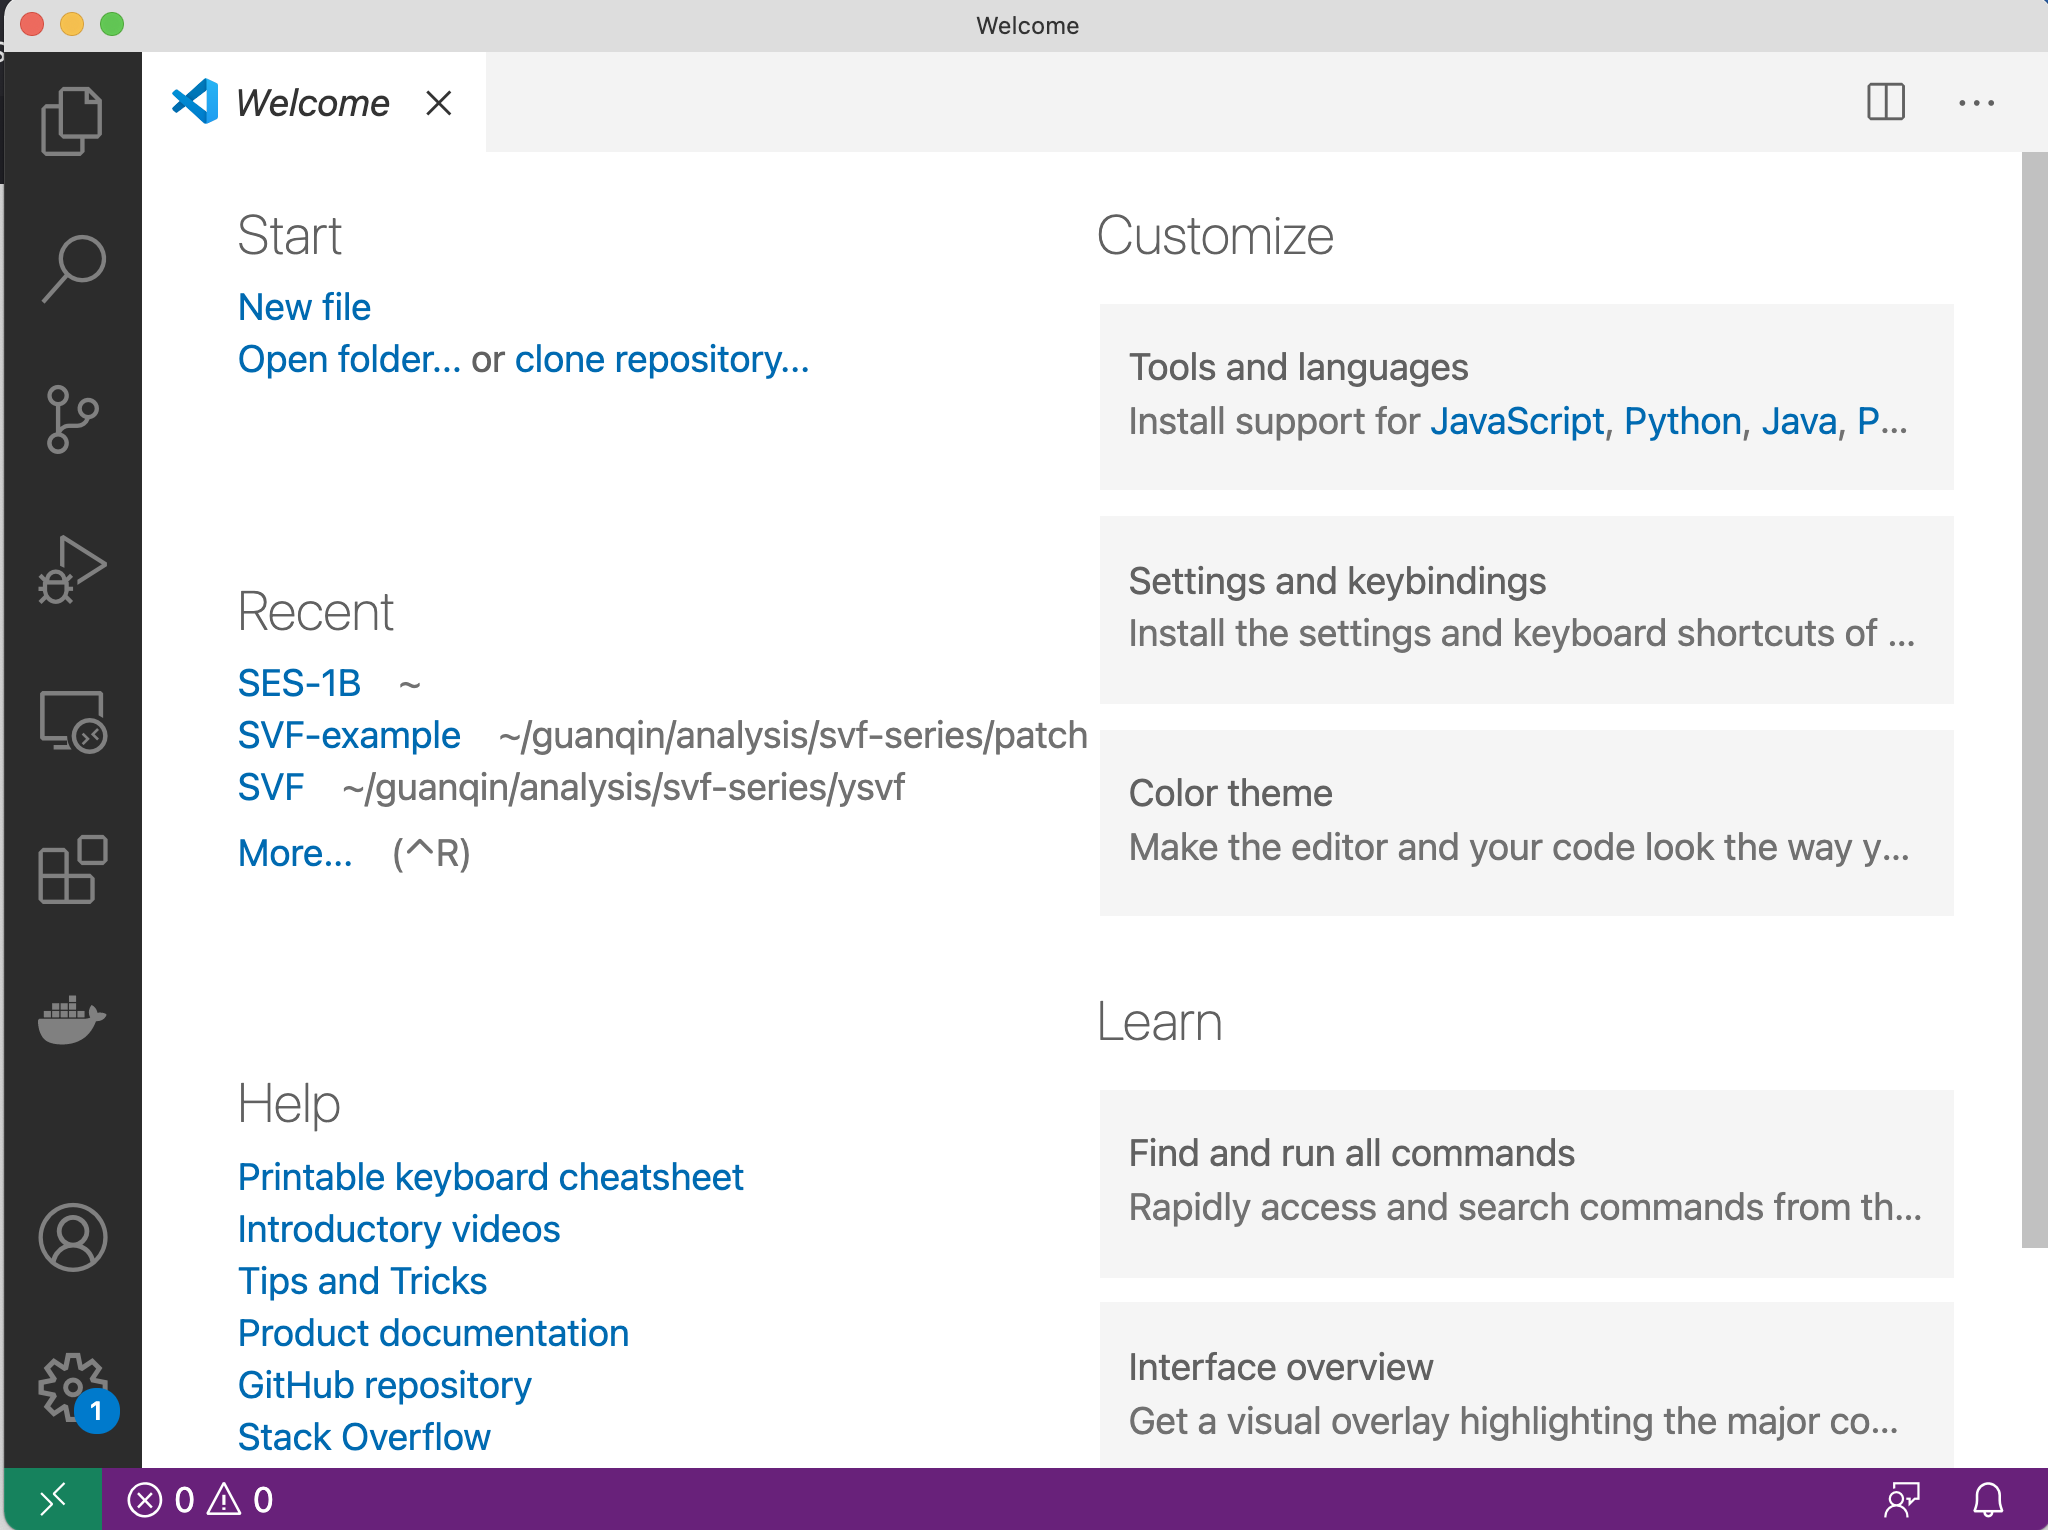 Welcome
Welcome
Start
New file
Open folder... or clone repository...
Recent
SES-1B ~
SVF-example ~/guanqin/analysis/svf-series/patch
SVF ~/guanqin/analysis/svf-series/ysvf
More... (^R)
Help
Printable keyboard cheatsheet
Introductory videos
Tips and Tricks
Product documentation
GitHub repository
Stack Overflow
Customize
Tools and languages
Install support for JavaScript, Python, Java, P...
Settings and keybindings
Install the settings and keyboard shortcuts of ...
Color theme
Make the editor and your code look the way y...
Learn
Find and run all commands
Rapidly access and search commands from th...
Interface overview
Get a visual overlay highlighting the major co...
1
0 0